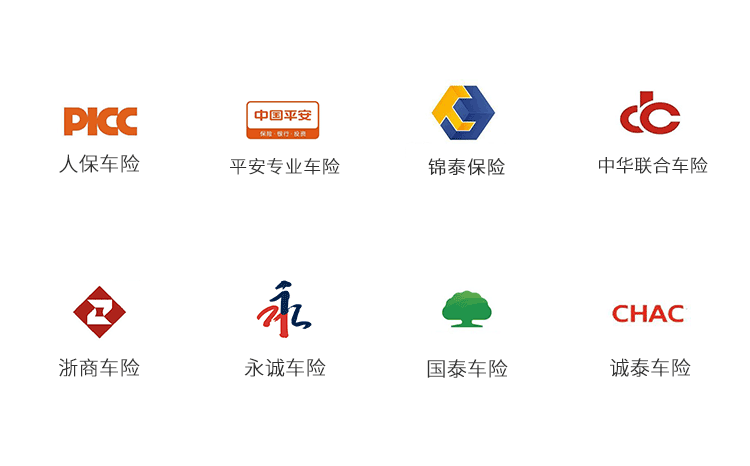 PICC
人保车险
中国平安
保险·银行·投资
平安专业车险
锦泰保险
中华联合车险
浙商车险
永
永诚车险
国泰车险
CHAC
诚泰车险